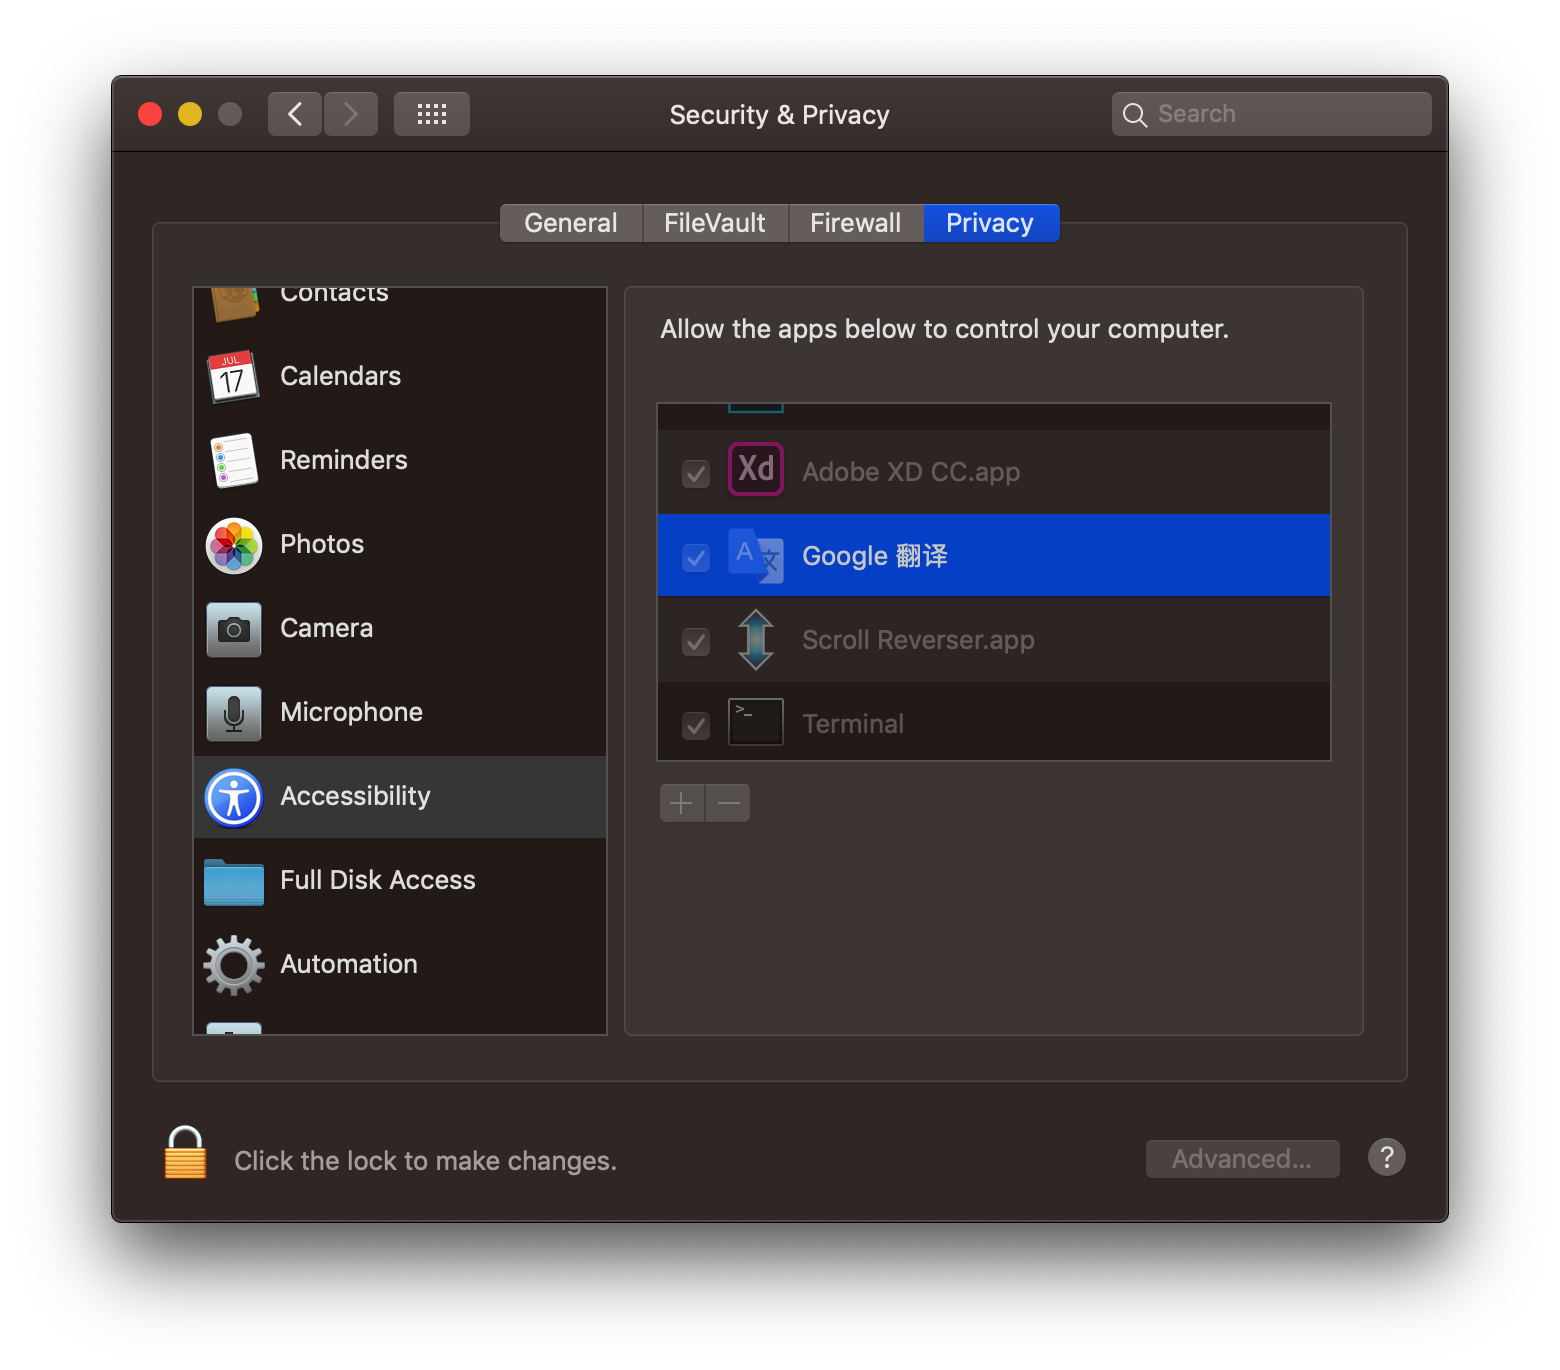 Security & Privacy
Search
General
FileVault
Firewall
Privacy
Contacts
JUL
17
Calendars
Reminders
Photos
Camera
Microphone
Accessibility
Full Disk Access
Automation
Allow the apps below to control your computer.
Xd
Adobe XD CC.app
A
文
Google 翻译
Scroll Reverser.app
>_
Terminal
Click the lock to make changes.
Advanced...
?